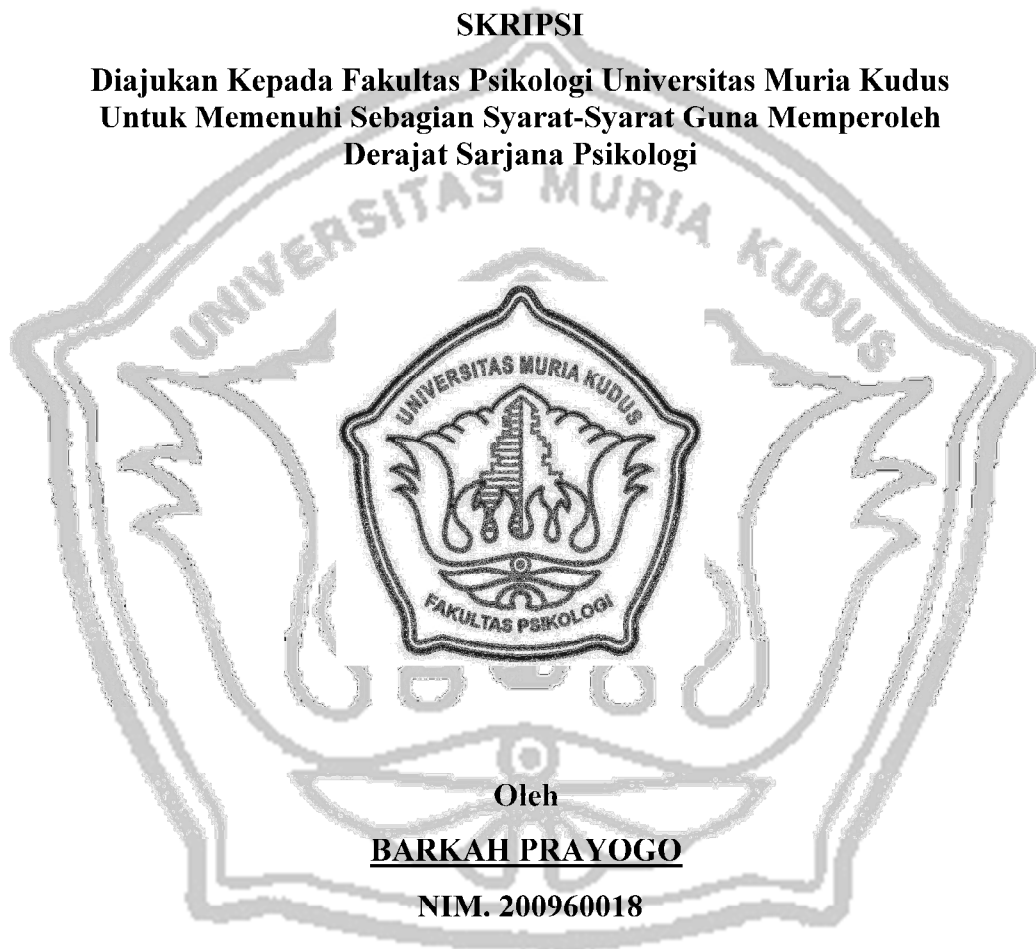 SKRIPSI
Diajukan Kepada Fakultas Psikologi Universitas Muria Kudus
Untuk Memenuhi Sebagian Syarat-Syarat Guna Memperoleh
Derajat Sarjana Psikologi
UNIVERSITAS MURIA KUDUS
UNIVERSITAS MURIA KUDUS
FAKULTAS PSIKOLOGI
Oleh
BARKAH PRAYOGO
NIM. 200960018